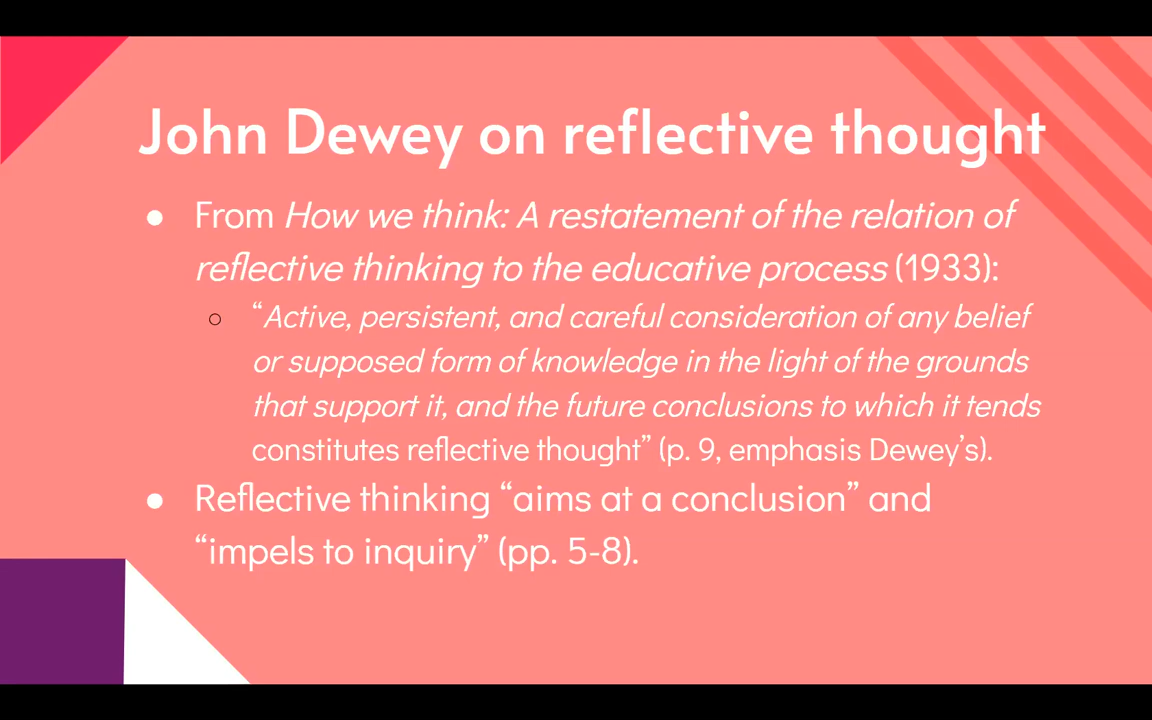 John Dewey on reflective thought
● From How we think: A restatement of the relation of
reflective thinking to the educative process (1933):
○ “Active, persistent, and careful consideration of any belief
or supposed form of knowledge in the light of the grounds
that support it, and the future conclusions to which it tends
constitutes reflective thought” (p. 9, emphasis Dewey’s).
● Reflective thinking “aims at a conclusion” and
“impels to inquiry” (pp. 5-8).